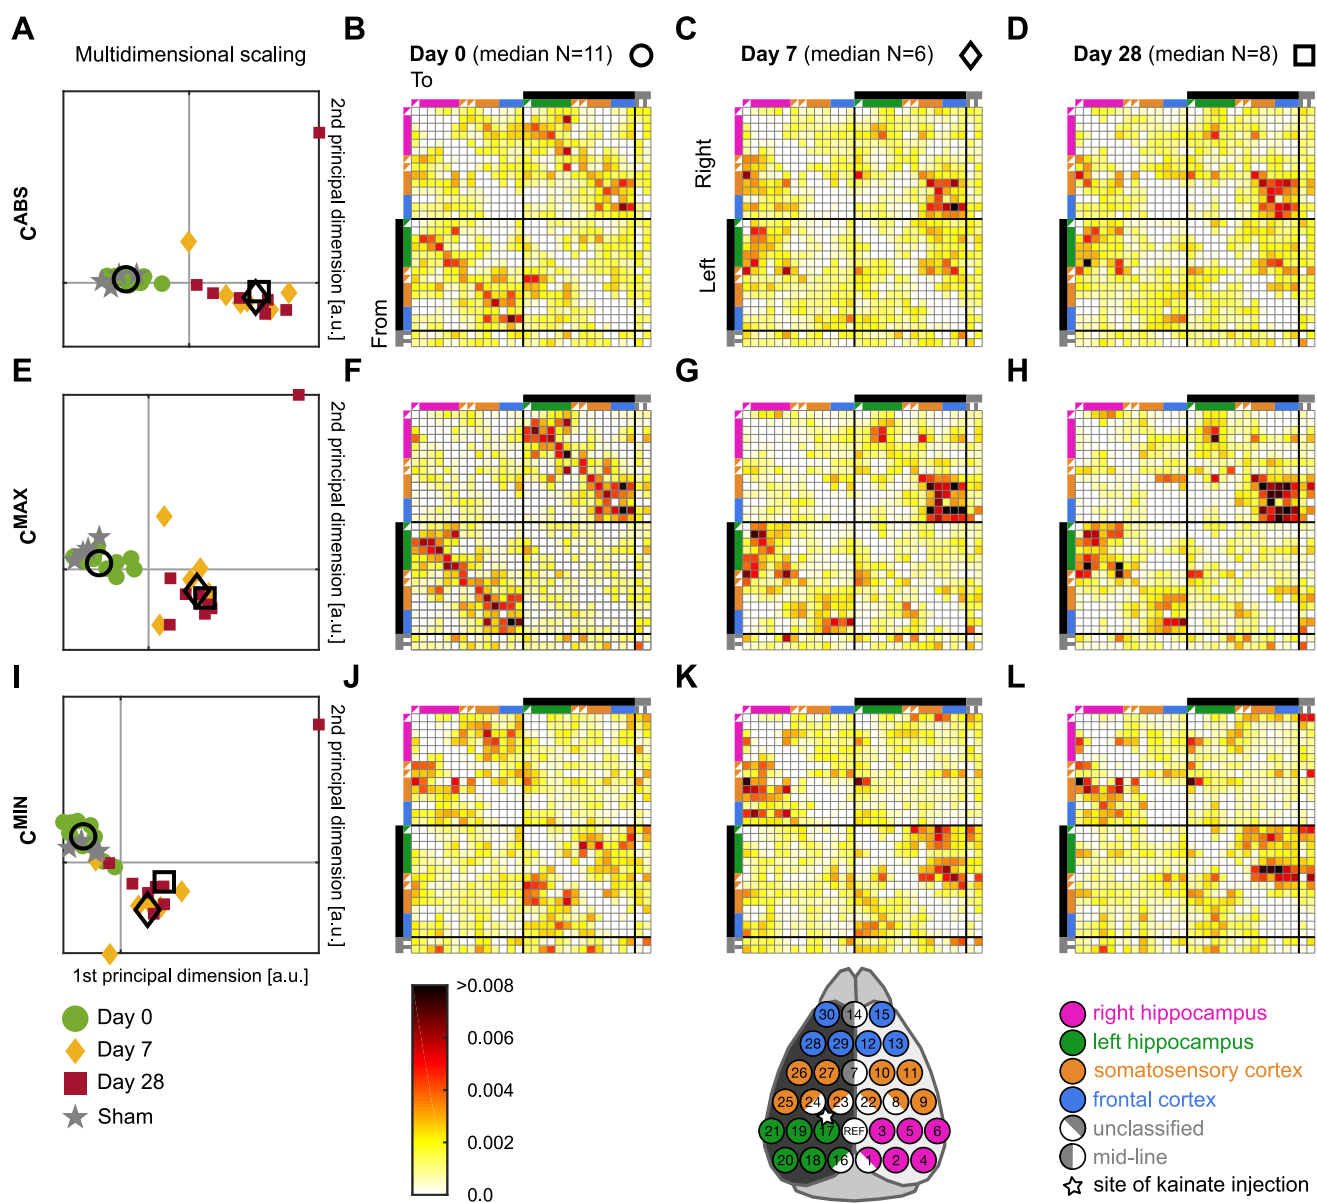 A
Multidimensional scaling
B
Day 0 (median N=11)
C
Day 7 (median N=6)
D
Day 28 (median N=8)
To
From
Right
Left
C^ABS
2nd principal dimension [a.u.]
E
F
G
H
C^MAX
2nd principal dimension [a.u.]
I
J
K
L
C^MIN
2nd principal dimension [a.u.]
1st principal dimension [a.u.]
Day 0
Day 7
Day 28
Sham
>0.008
0.006
0.004
0.002
0.0
30 14 15
28 29 12 13
26 27 7 10 11
25 24 23 22 8 9
21 19 17 REF 3 5 6
20 18 16 1 2 4
right hippocampus
left hippocampus
somatosensory cortex
frontal cortex
unclassified
mid-line
site of kainate injection